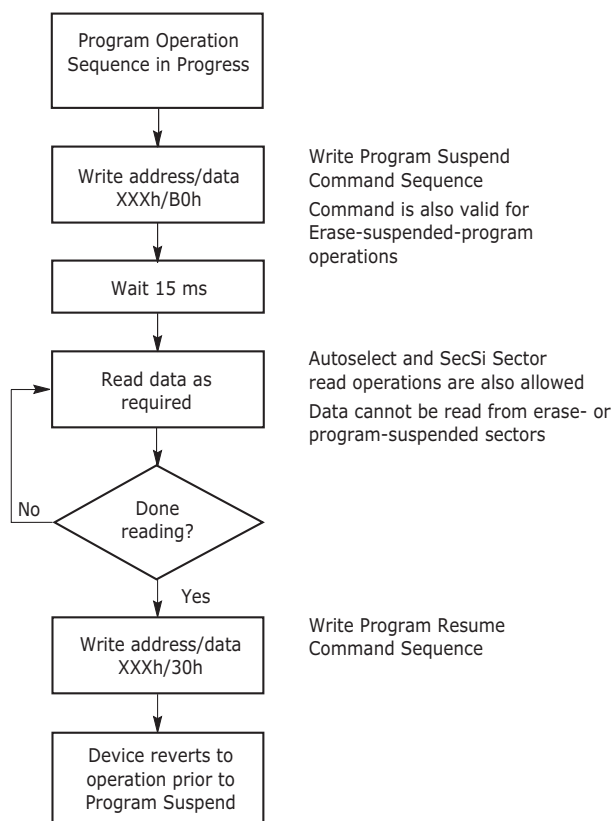 Program Operation
Sequence in Progress
Write address/data
XXXh/B0h
Write Program Suspend
Command Sequence
Command is also valid for
Erase-suspended-program
operations
Wait 15 ms
Read data as
required
Autoselect and SecSi Sector
read operations are also allowed
Data cannot be read from erase- or
program-suspended sectors
No
Done
reading?
Yes
Write address/data
XXXh/30h
Write Program Resume
Command Sequence
Device reverts to
operation prior to
Program Suspend